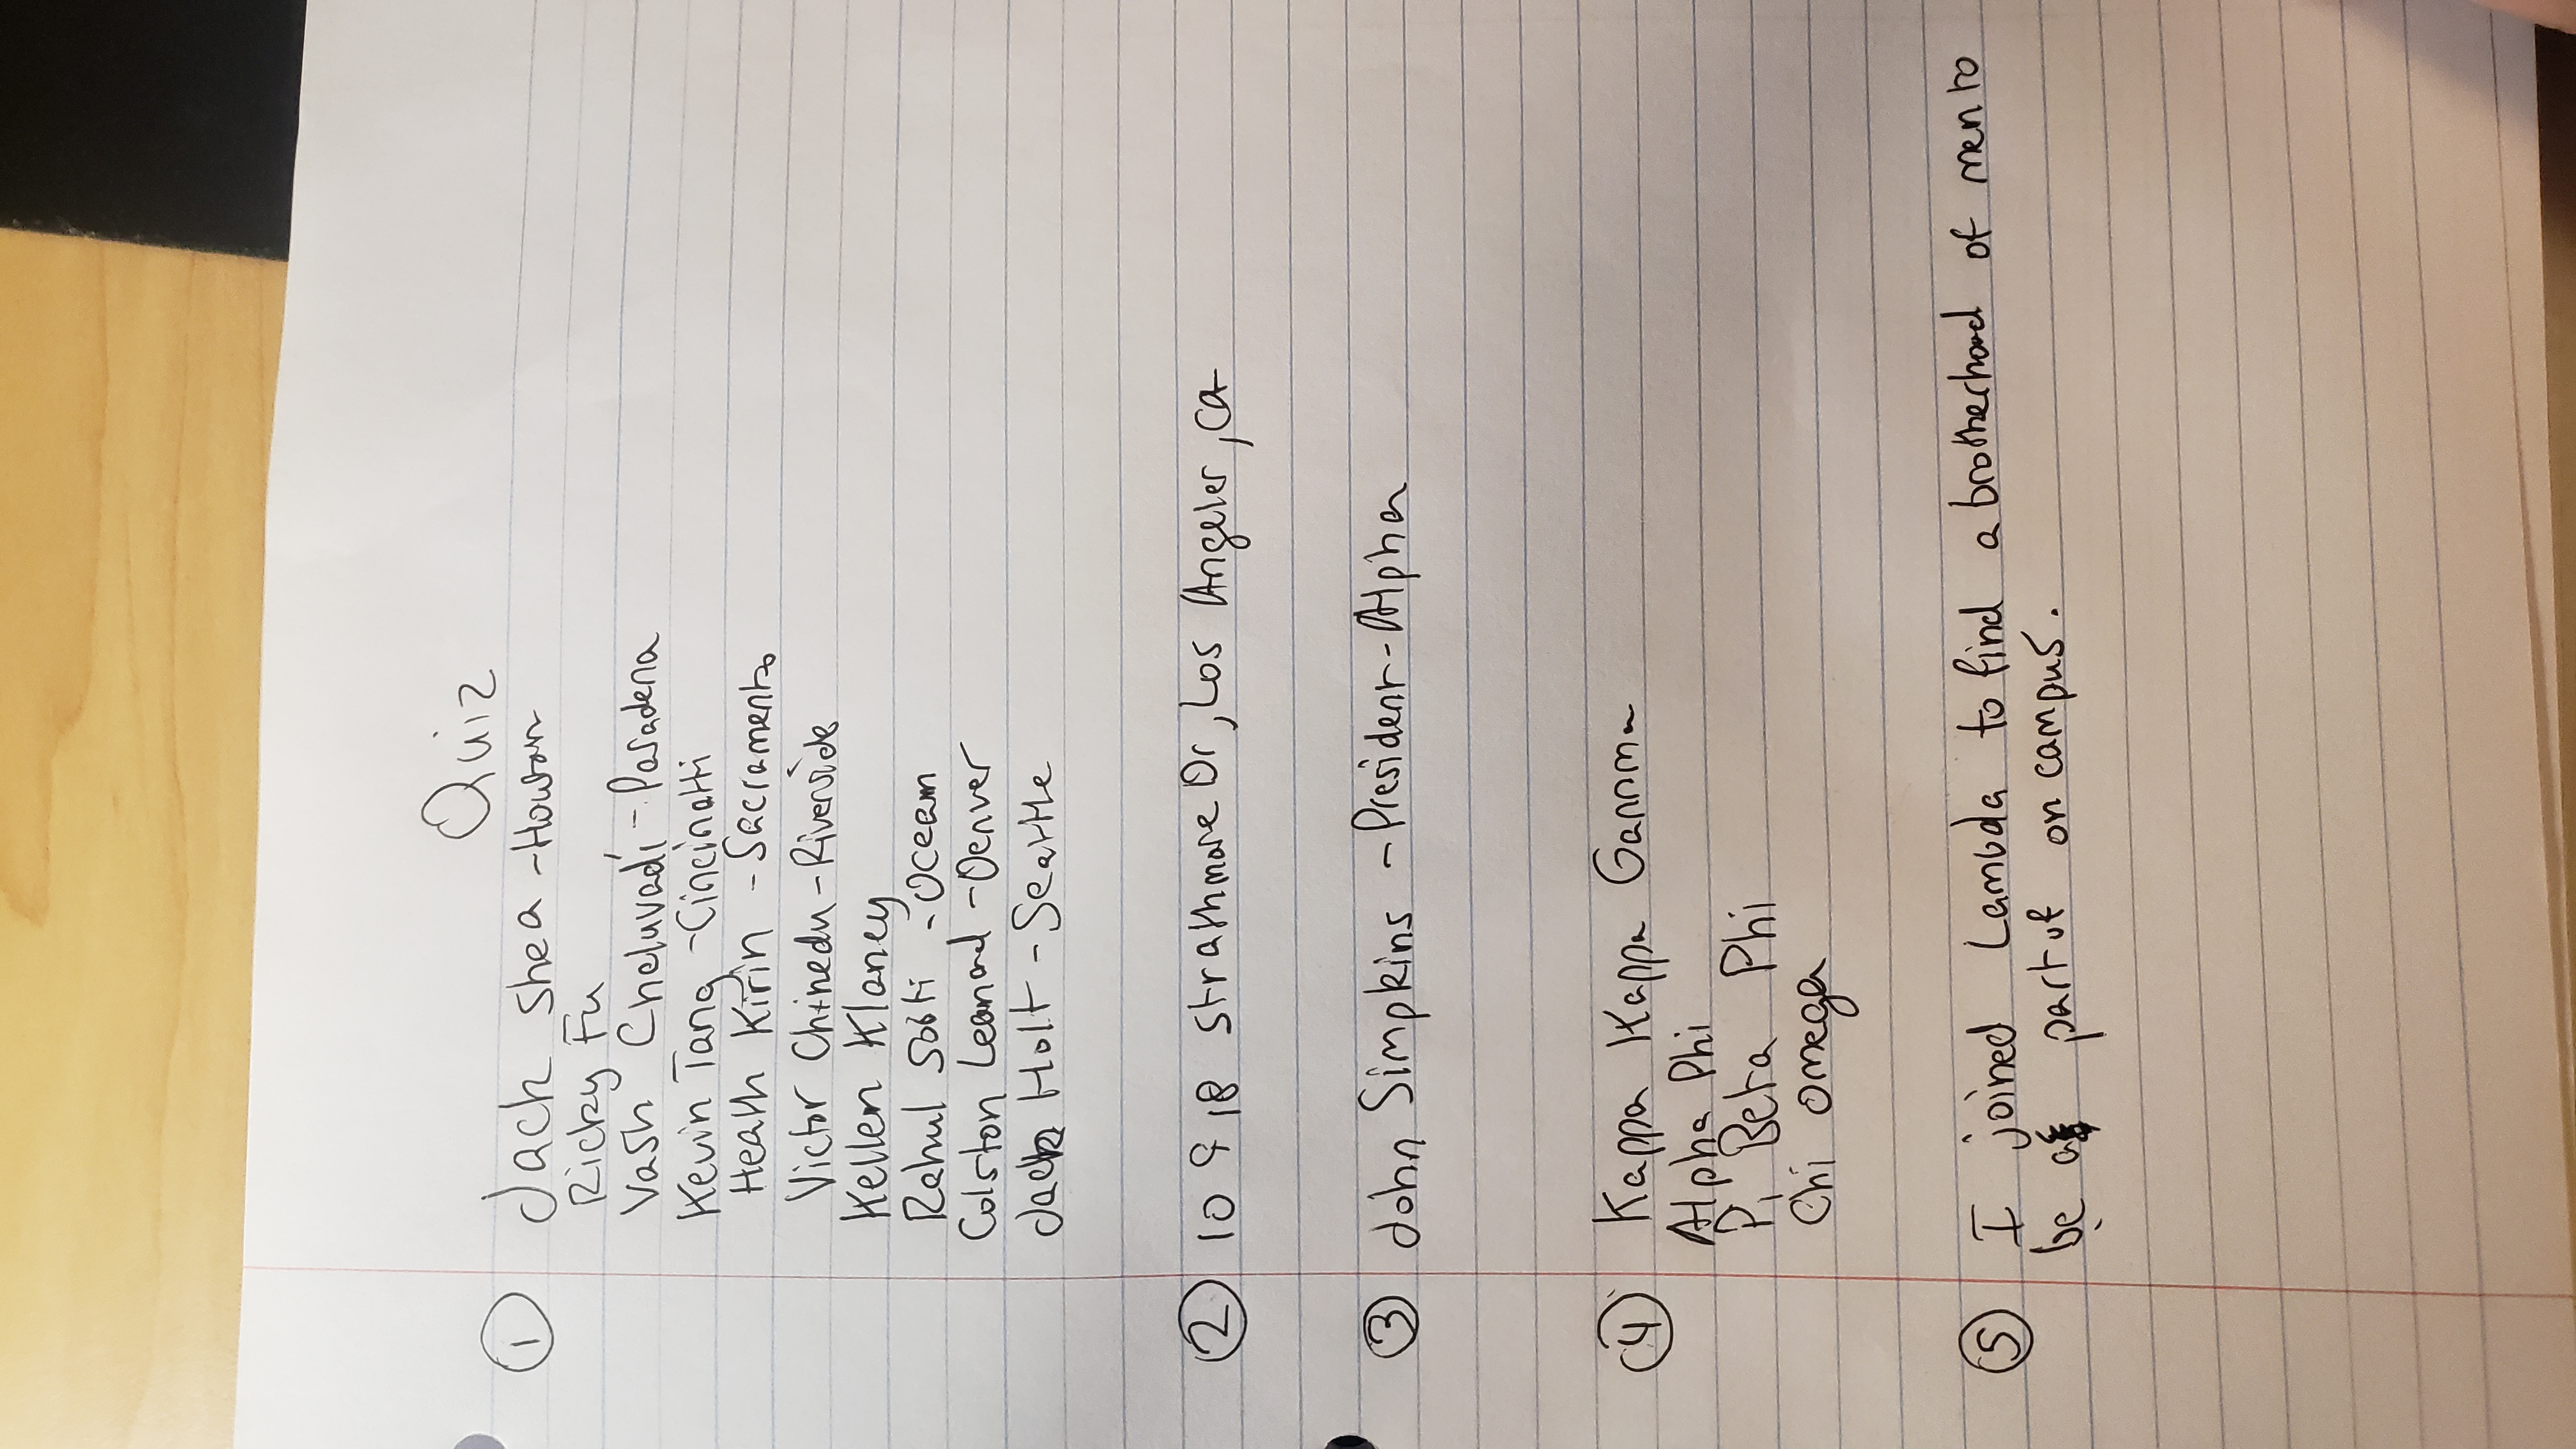 Quiz
① Jack Shea - Houston
Ricky Fu
Vash Cheluvadi - Pasadena
Kevin Tang - Cincinatti
Heath Kirin - Sacramento
Victor Chinedu - Riverside
Kellen Klaney
Rahul Sobti - Ocean
Colston Leonard - Denver
Jack Holt - Seattle
② 10918 Strathmore Dr, Los Angeles, CA
③ John Simpkins - President - Alpha
④ Kappa Kappa Gamma
Alpha Phi
Pi Beta Phi
Chi Omega
⑤ I joined Lambda to find a brotherhood of men to
be a part of on campus.